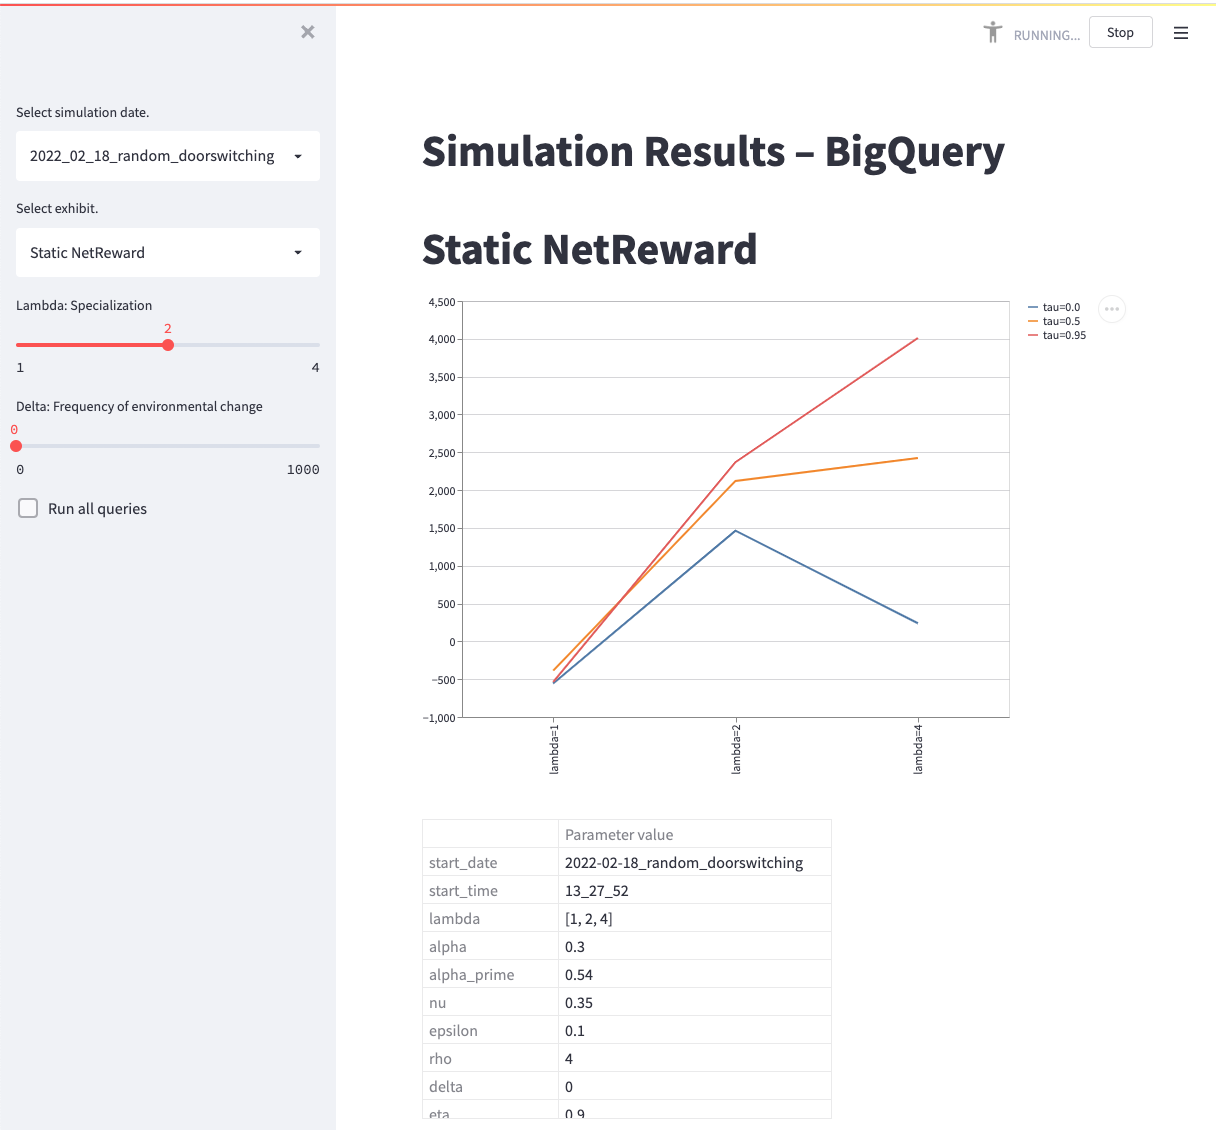 RUNNING...
Stop
Select simulation date.
2022_02_18_random_doorswitching
Select exhibit.
Static NetReward
Lambda: Specialization
2
1 4
Delta: Frequency of environmental change
0
0 1000
Run all queries
Simulation Results – BigQuery
Static NetReward
4,500
4,000
3,500
3,000
2,500
2,000
1,500
1,000
500
0
−500
−1,000
lambda=1
lambda=2
lambda=4
tau=0.0
tau=0.5
tau=0.95
Parameter value
start_date 2022-02-18_random_doorswitching
start_time 13_27_52
lambda [1, 2, 4]
alpha 0.3
alpha_prime 0.54
nu 0.35
epsilon 0.1
rho 4
delta 0
eta 0.9